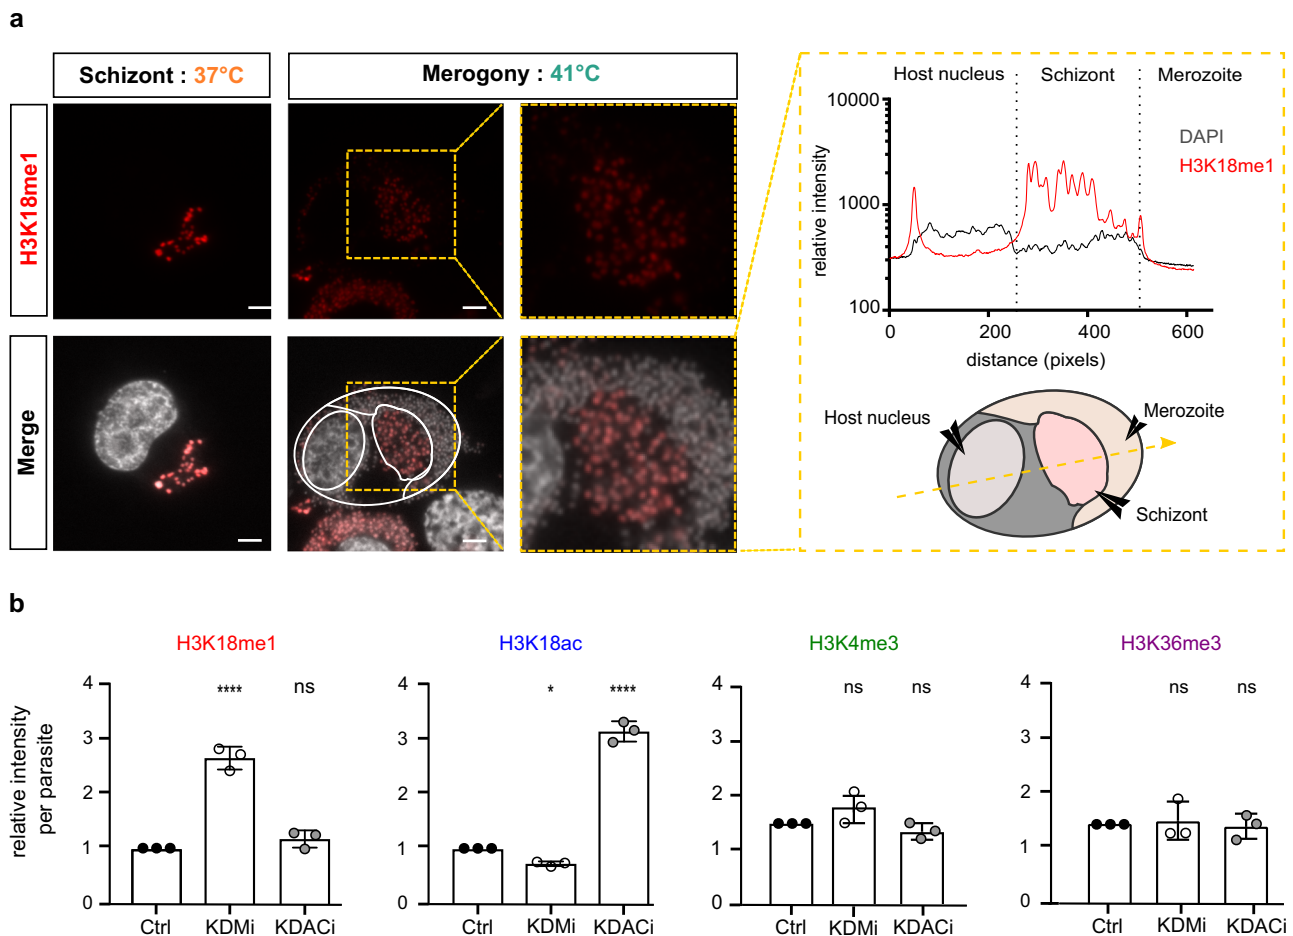 a
Schizont : 37°C
Merogony : 41°C
H3K18me1
Merge
Host nucleus
Schizont
Merozoite
10000
1000
100
relative intensity
DAPI
H3K18me1
0
200
400
600
distance (pixels)
Host nucleus
Merozoite
Schizont
b
H3K18me1
relative intensity
per parasite
4
3
2
1
0
****
ns
Ctrl
KDMi
KDACi
H3K18ac
4
3
2
1
0
*
****
Ctrl
KDMi
KDACi
H3K4me3
4
3
2
1
0
ns
ns
Ctrl
KDMi
KDACi
H3K36me3
4
3
2
1
0
ns
ns
Ctrl
KDMi
KDACi